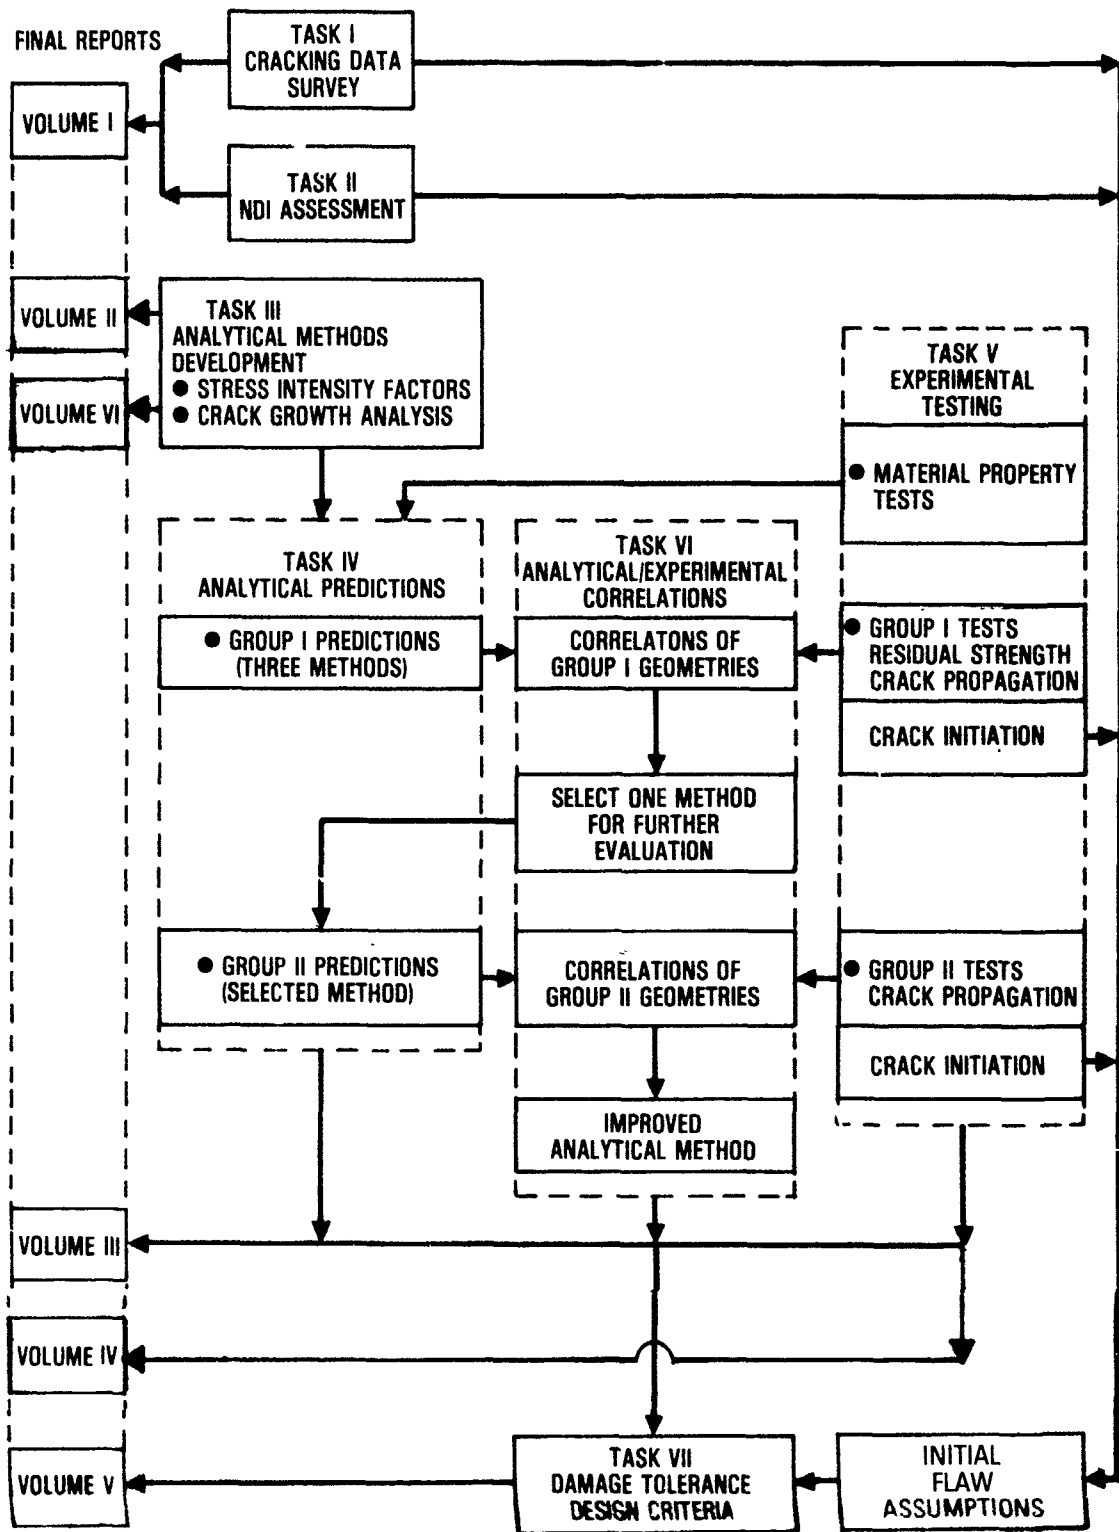 FINAL REPORTS
TASK I
CRACKING DATA
SURVEY
VOLUME I
TASK II
NDI ASSESSMENT
VOLUME II
TASK III
ANALYTICAL METHODS
DEVELOPMENT
● STRESS INTENSITY FACTORS
● CRACK GROWTH ANALYSIS
VOLUME VI
TASK V
EXPERIMENTAL
TESTING
● MATERIAL PROPERTY
TESTS
TASK IV
ANALYTICAL PREDICTIONS
● GROUP I PREDICTIONS
(THREE METHODS)
TASK VI
ANALYTICAL/EXPERIMENTAL
CORRELATIONS
CORRELATONS OF
GROUP I GEOMETRIES
● GROUP I TESTS
RESIDUAL STRENGTH
CRACK PROPAGATION
CRACK INITIATION
SELECT ONE METHOD
FOR FURTHER
EVALUATION
● GROUP II PREDICTIONS
(SELECTED METHOD)
CORRELATIONS OF
GROUP II GEOMETRIES
● GROUP II TESTS
CRACK PROPAGATION
CRACK INITIATION
IMPROVED
ANALYTICAL METHOD
VOLUME III
VOLUME IV
VOLUME V
TASK VII
DAMAGE TOLERANCE
DESIGN CRITERIA
INITIAL
FLAW
ASSUMPTIONS